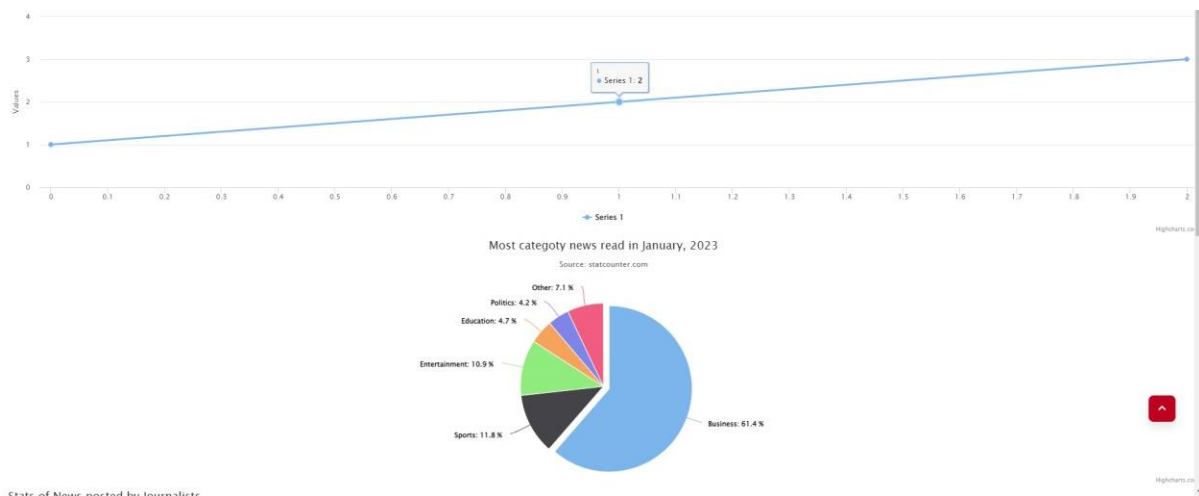 4
3
2
1
0
Values
1
Series 1: 2
0 0.1 0.2 0.3 0.4 0.5 0.6 0.7 0.8 0.9 1 1.1 1.2 1.3 1.4 1.5 1.6 1.7 1.8 1.9 2
Series 1
Highcharts.co
Most categoty news read in January, 2023
Source: statcounter.com
Other: 7.1 %
Politics: 4.2 %
Education: 4.7 %
Entertainment: 10.9 %
Business: 61.4 %
Sports: 11.8 %
Highcharts.co
Stats of News posted by Journalists